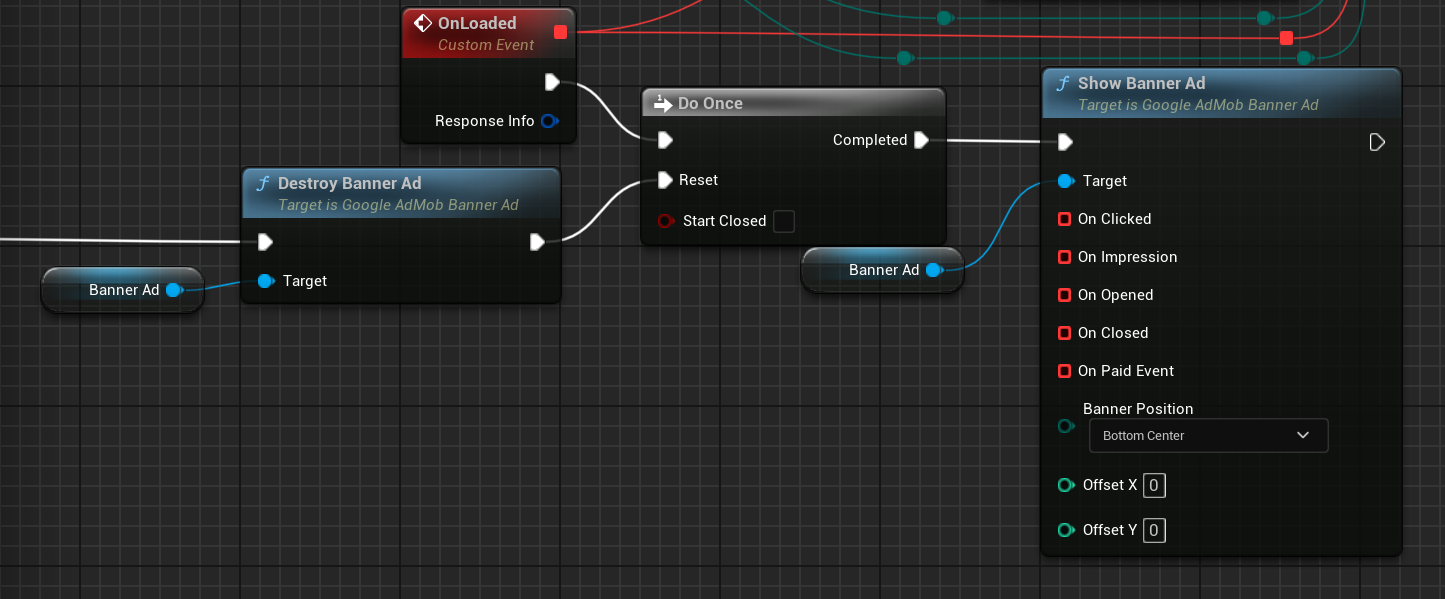 OnLoaded
Custom Event
Response Info
Destroy Banner Ad
Target is Google AdMob Banner Ad
Target
Banner Ad
1
Do Once
Completed
Reset
Start Closed
Banner Ad
Show Banner Ad
Target is Google AdMob Banner Ad
Target
On Clicked
On Impression
On Opened
On Closed
On Paid Event
Banner Position
Bottom Center
Offset X 0
Offset Y 0